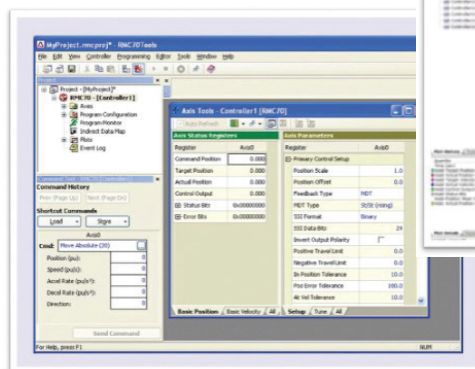 MyProject.rmcproj* - RMC70Tools
File Edit View Controller Programming Editor Tools Window Help
Project
Project - [MyProject]*
RMC70 - [Controller1]
Axes
Program Configuration
Program Monitor
Indirect Data Map
Plots
Event Log
Command Tool - RMC70 [Controller1]
Command History
Prev (Page Up) Next (Page Dn)
Shortcut Commands
Load Store
Axis0
Cmd: Move Absolute (20)
Position (pu): 0
Speed (pu/s): 0
Accel Rate (pu/s²): 0
Decel Rate (pu/s²): 0
Direction: 0
Send Command
For Help, press F1
NUM
Axis Tools - Controller1 [RMC70]
Auto Refresh
Axis Status Registers
Register Axis0
Command Position 0.000
Target Position 0.000
Actual Position 0.000
Control Output 0.000
Status Bits 0x00000000
Error Bits 0x00000000
Basic Position Basic Velocity All
Axis Parameters
Register Axis0
Primary Control Setup
Position Scale 1.0
Position Offset 0.0
Feedback Type MDT
MDT Type St/St (rising)
SSI Format Binary
SSI Data Bits 24
Invert Output Polarity
Positive Travel Limit 0.0
Negative Travel Limit 0.0
In Position Tolerance 10.0
Pos Error Tolerance 100.0
At Vel Tolerance 10.0
Setup Tune All